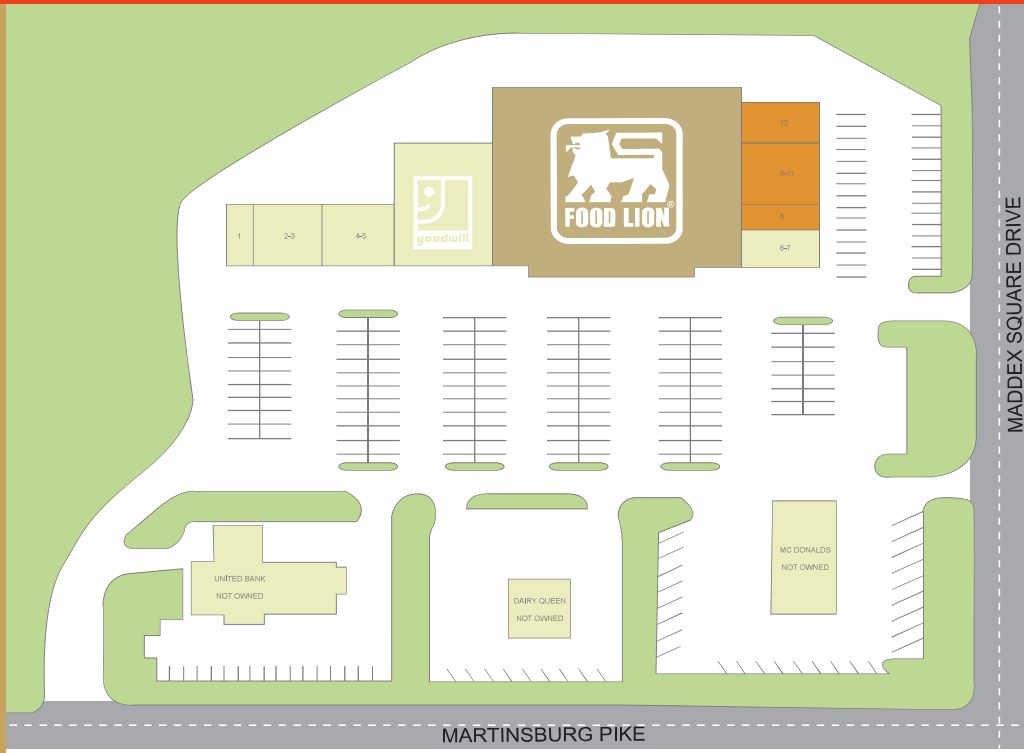 13
9-11
8
6-7
1
2-3
4-5
goodwill
FOOD LION®
MADDEX SQUARE DRIVE
UNITED BANK
NOT OWNED
DAIRY QUEEN
NOT OWNED
MC DONALDS
NOT OWNED
MARTINSBURG PIKE